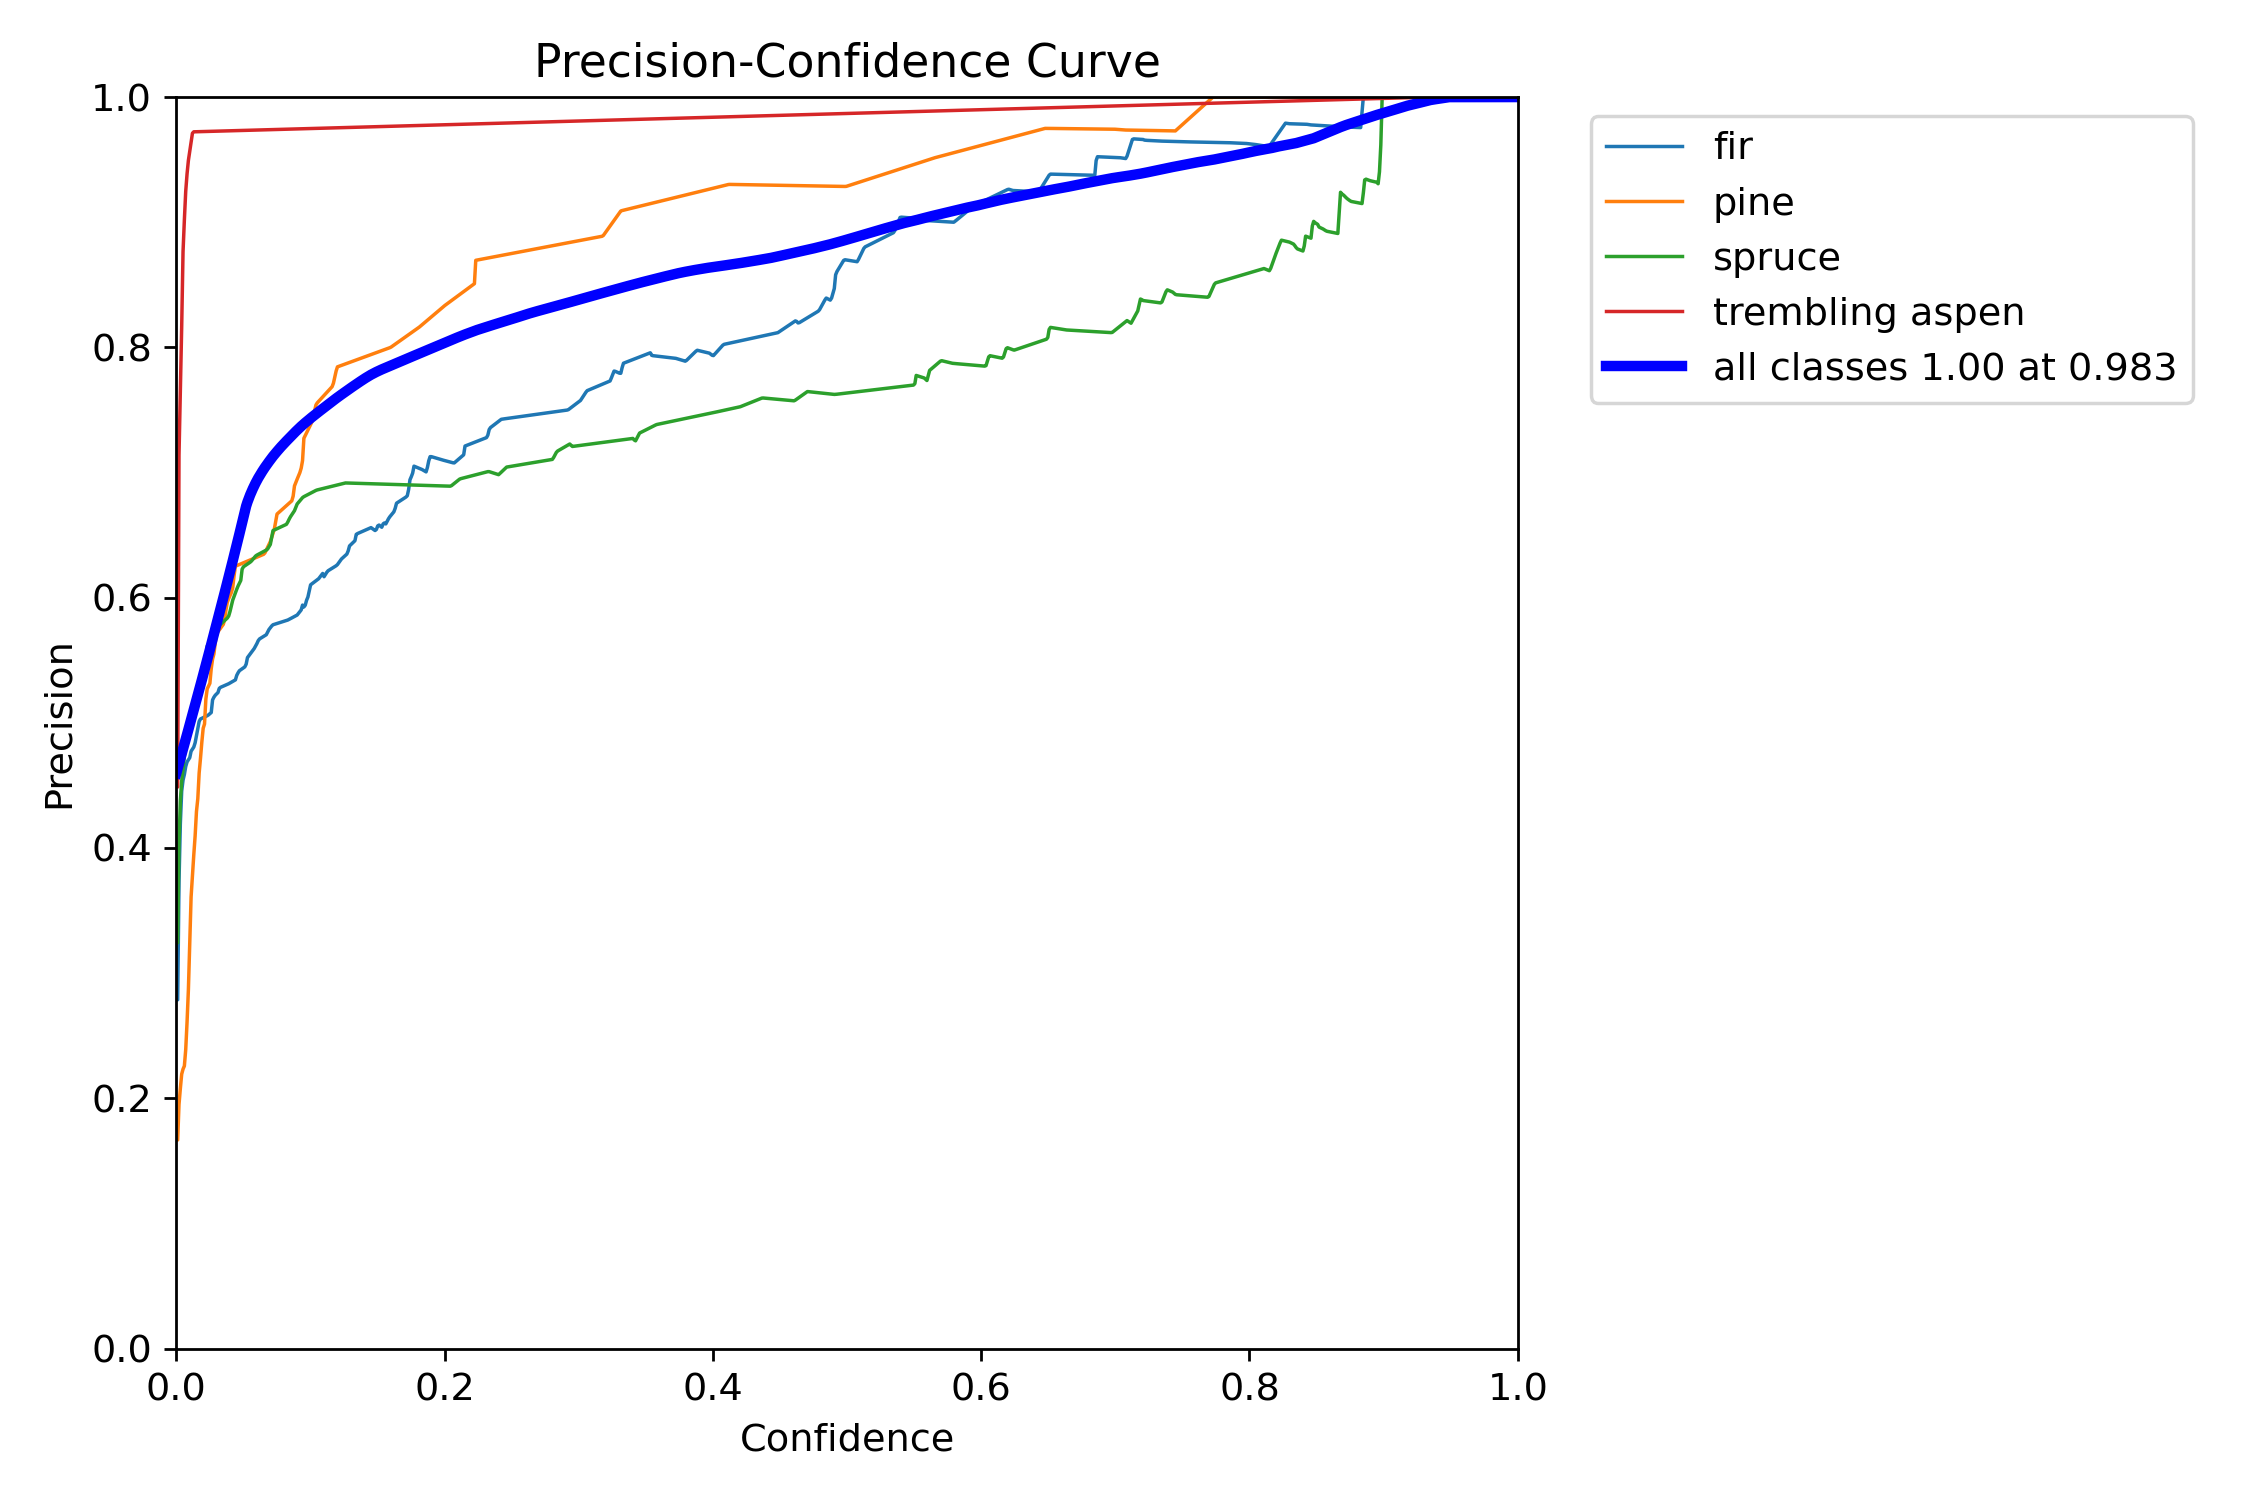 Precision-Confidence Curve
1.0
0.8
0.6
0.4
0.2
0.0
Precision
0.0 0.2 0.4 0.6 0.8 1.0
Confidence
fir
pine
spruce
trembling aspen
all classes 1.00 at 0.983